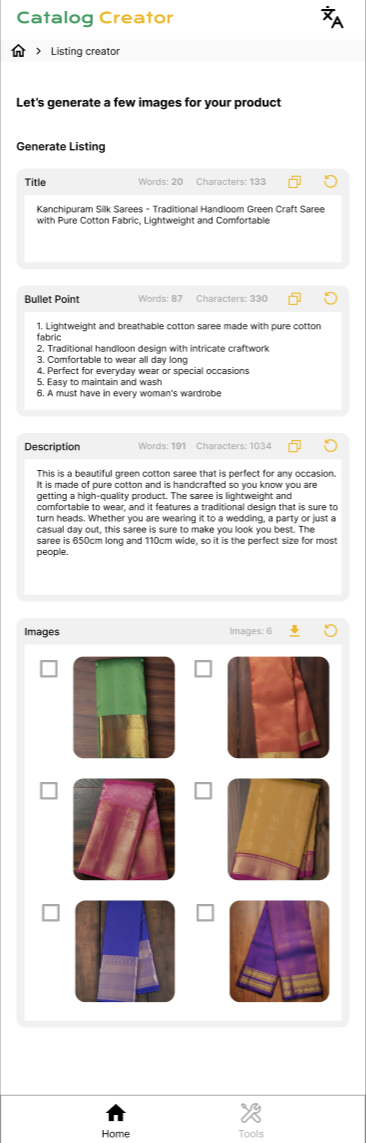 Catalog Creator
Listing creator
Let's generate a few images for your product
Generate Listing
Title Words: 20 Characters: 133
Kanchipuram Silk Sarees - Traditional Handloom Green Craft Saree
with Pure Cotton Fabric, Lightweight and Comfortable
Bullet Point Words: 87 Characters: 330
1. Lightweight and breathable cotton saree made with pure cotton
fabric
2. Traditional handloon design with intricate craftwork
3. Comfortable to wear all day long
4. Perfect for everyday wear or special occasions
5. Easy to maintain and wash
6. A must have in every woman's wardrobe
Description Words: 191 Characters: 1034
This is a beautiful green cotton saree that is perfect for any occasion.
It is made of pure cotton and is handcrafted so you know you are
getting a high-quality product. The saree is lightweight and
comfortable to wear, and it features a traditional design that is sure to
turn heads. Whether you are wearing it to a wedding, a party or just a
casual day out, this saree is sure to make you look you best. The
saree is 650cm long and 110cm wide, so it is the perfect size for most
people.
Images Images: 6
Home Tools